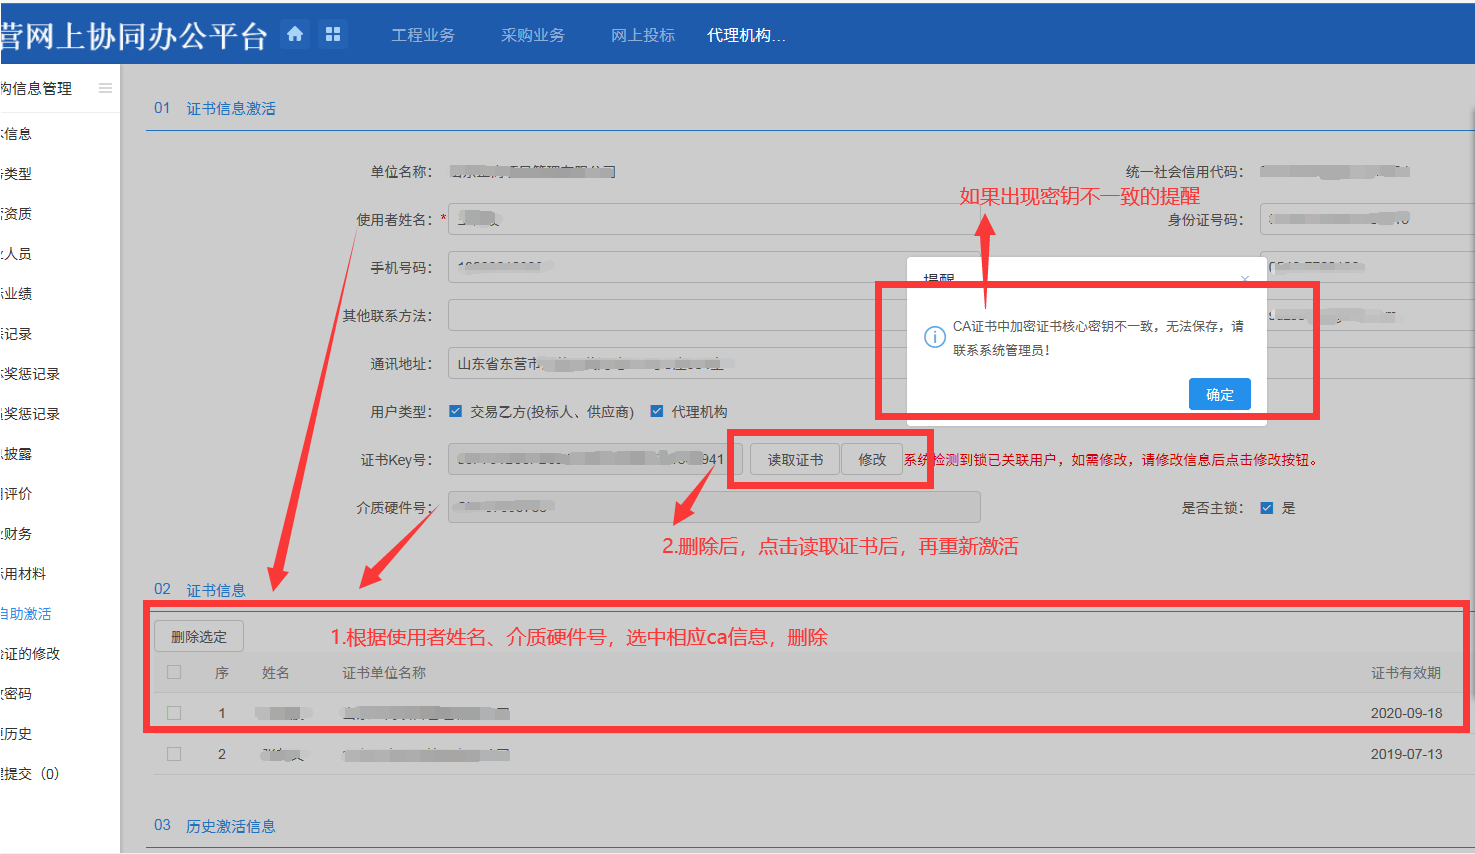 营网上协同办公平台
工程业务
采购业务
网上投标
代理机构...
构信息管理
信息
类型
资质
人员
业绩
记录
奖惩记录
奖惩记录
披露
评价
财务
用材料
自助激活
证的修改
密码
历史
提交（0）
01 证书信息激活
单位名称：
统一社会信用代码：
如果出现密钥不一致的提醒
使用者姓名：*
身份证号码：
手机号码：
提醒
×
其他联系方法：
CA证书中加密证书核心密钥不一致，无法保存，请
联系系统管理员！
确定
通讯地址：
山东省东营市
用户类型：
交易乙方(投标人、供应商)
代理机构
证书Key号：
941
读取证书
修改
系统检测到锁已关联用户，如需修改，请修改信息后点击修改按钮。
介质硬件号：
是否主锁：
是
2.删除后，点击读取证书后，再重新激活
02 证书信息
删除选定
1.根据使用者姓名、介质硬件号，选中相应ca信息，删除
序 姓名 证书单位名称 证书有效期
1 2020-09-18
2 2019-07-13
03 历史激活信息